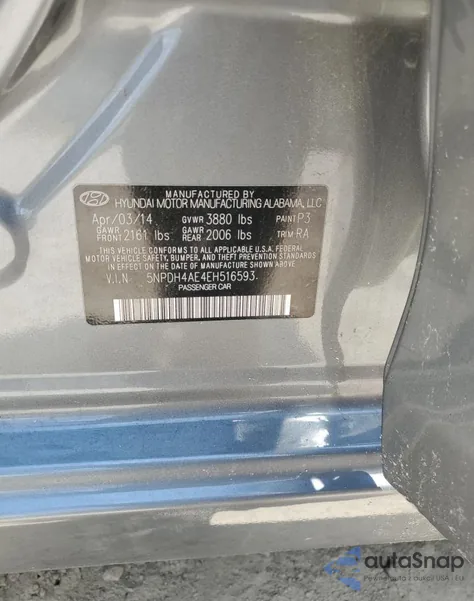 MANUFACTURED BY
HYUNDAI MOTOR MANUFACTURING ALABAMA, LLC
Apr/03/14 GVWR 3880 lbs PAINT P3
GAWR FRONT 2161 lbs GAWR REAR 2006 lbs TRIM RA
THIS VEHICLE CONFORMS TO ALL APPLICABLE U.S.A. FEDERAL
MOTOR VEHICLE SAFETY, BUMPER, AND THEFT PREVENTION STANDARDS
IN EFFECT ON THE DATE OF MANUFACTURE SHOWN ABOVE.
V.I.N 5NPDH4AE4EH516593
PASSENGER CAR
autoSnap